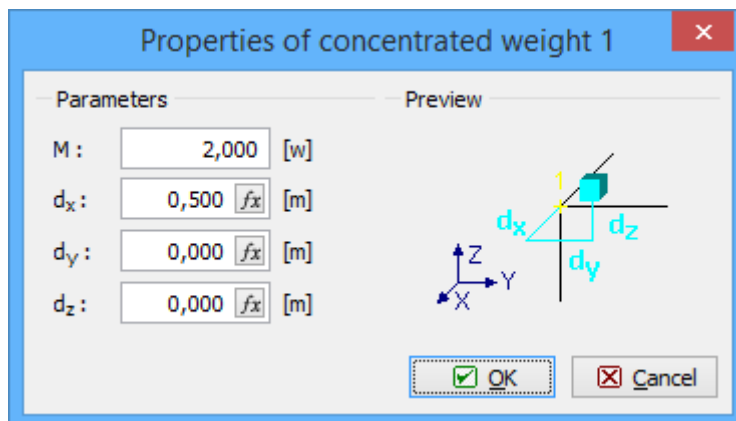 Properties of concentrated weight 1
Parameters
M : 2,000 [w]
dx : 0,500 fx [m]
dy : 0,000 fx [m]
dz : 0,000 fx [m]
Preview
1
dx dz
dy
Z
Y
X
OK Cancel